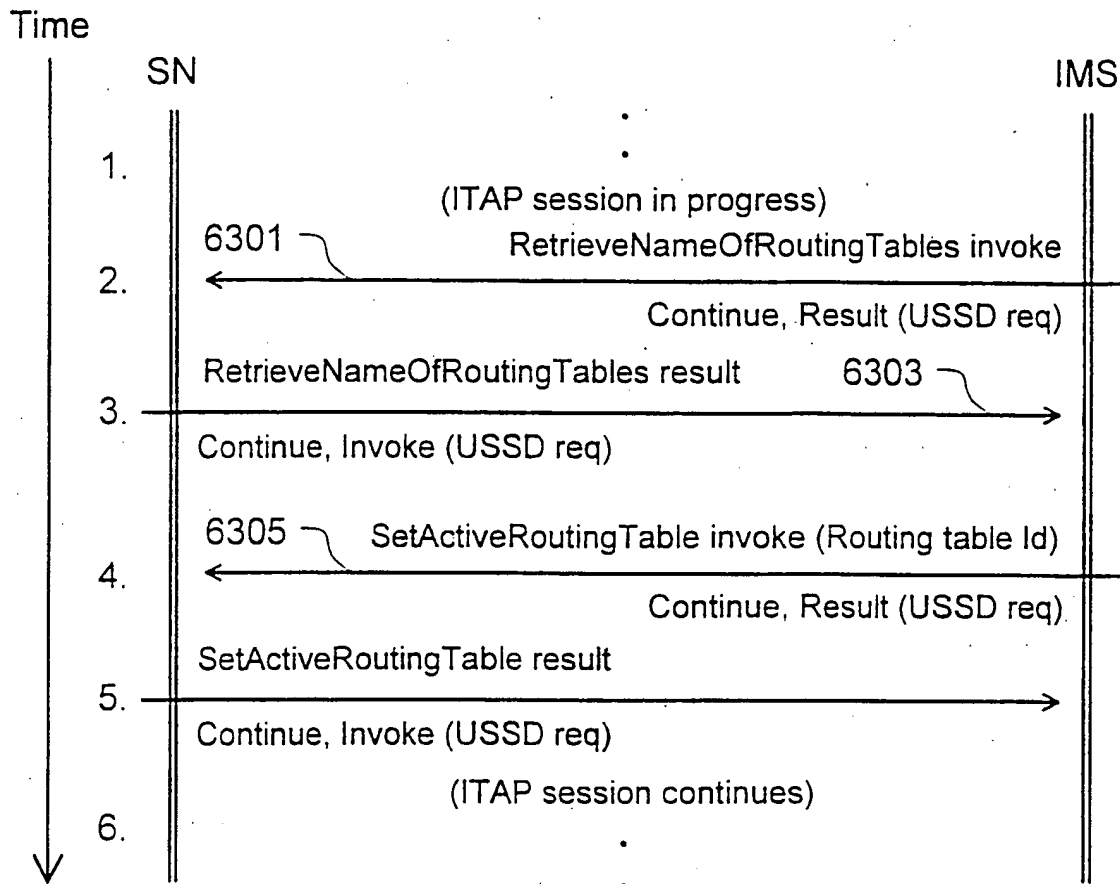 Time
SN
IMS
1.
(ITAP session in progress)
6301
RetrieveNameOfRoutingTables invoke
2.
Continue, Result (USSD req)
RetrieveNameOfRoutingTables result
6303
3.
Continue, Invoke (USSD req)
6305
SetActiveRoutingTable invoke (Routing table Id)
4.
Continue, Result (USSD req)
SetActiveRoutingTable result
5.
Continue, Invoke (USSD req)
(ITAP session continues)
6.